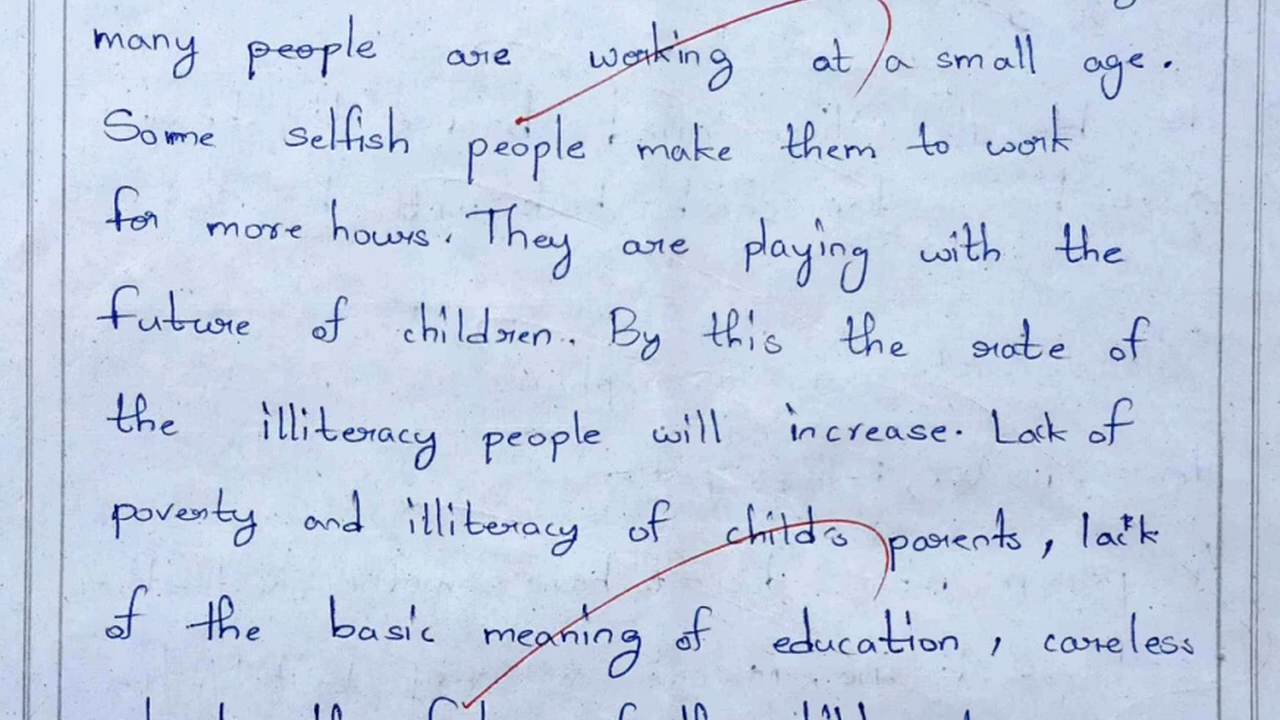 many people are working at a small age.
Some selfish people make them to work
for more hours. They are playing with the
future of children. By this the rate of
the illiteracy people will increase. Lack of
poverty and illiteracy of child's parents, lack
of the basic meaning of education, careless